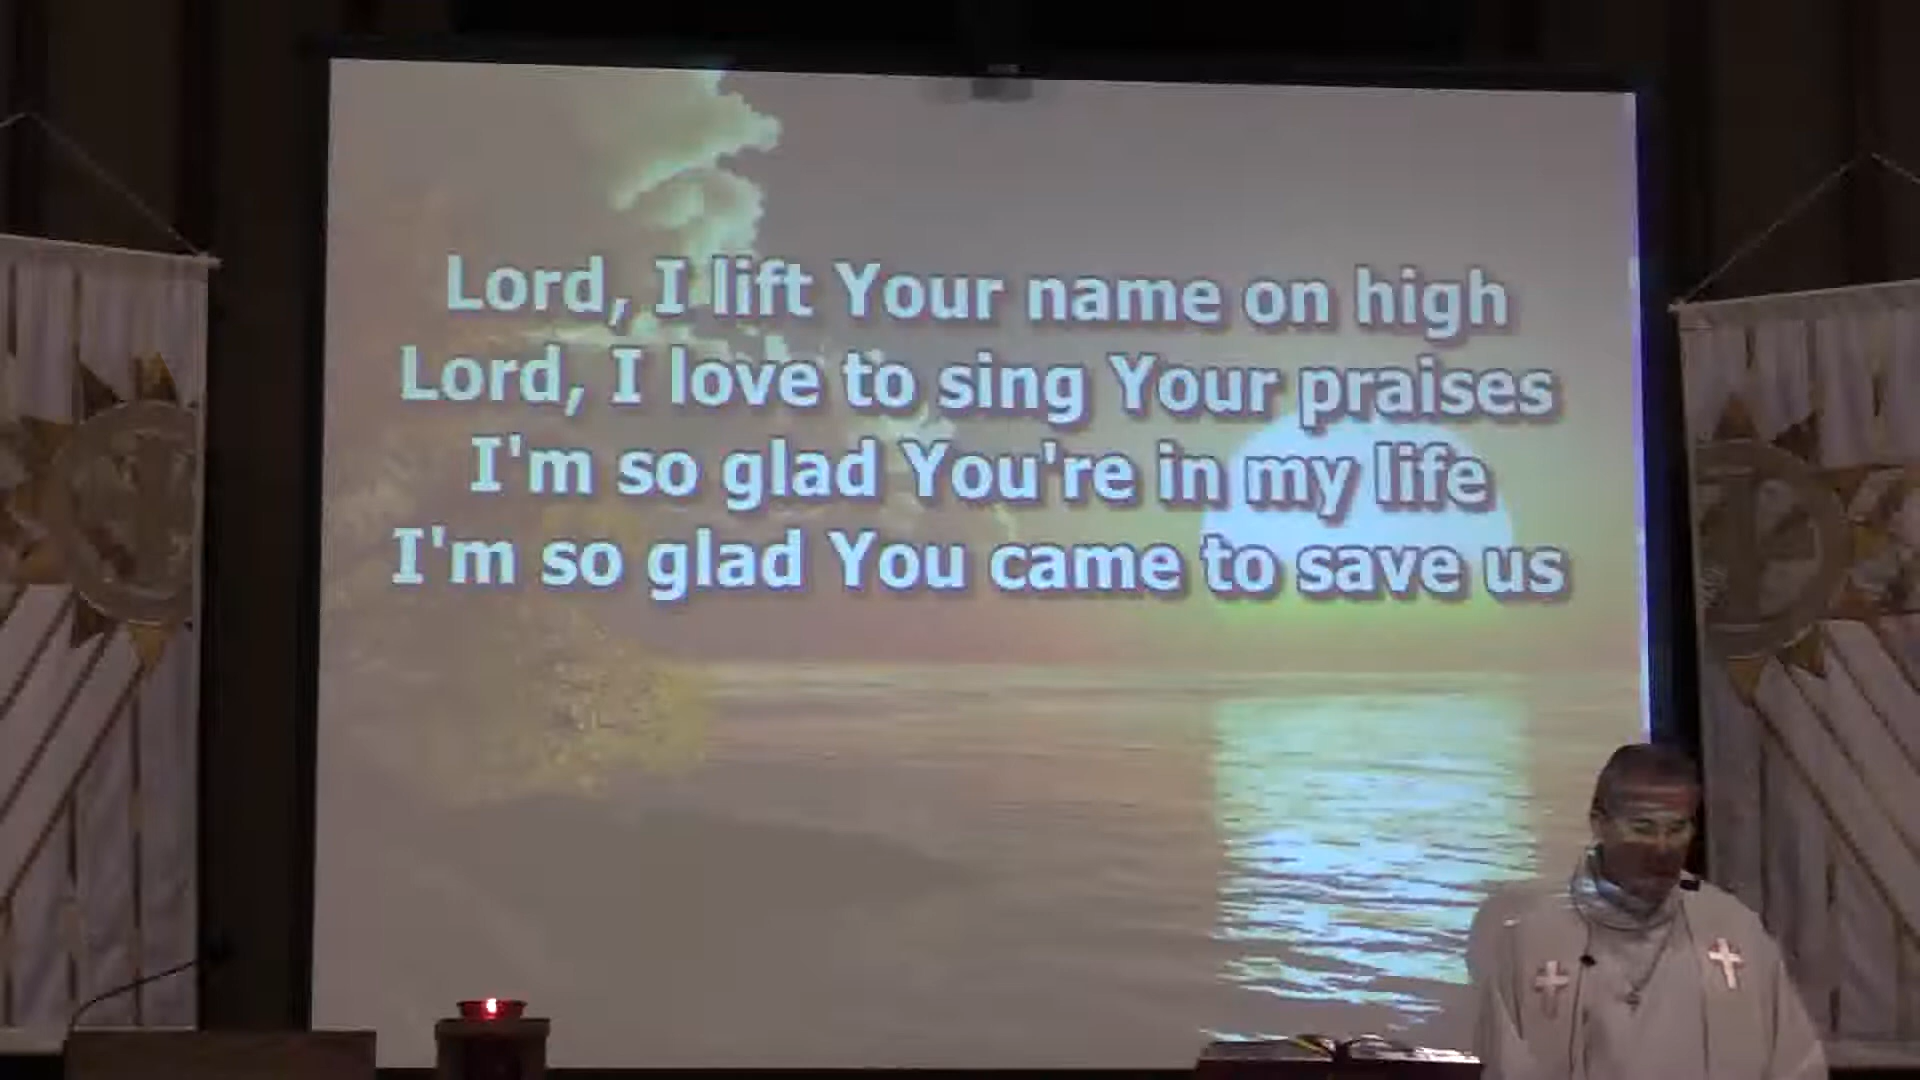 Lord, I lift Your name on high
Lord, I love to sing Your praises
I'm so glad You're in my life
I'm so glad You came to save us